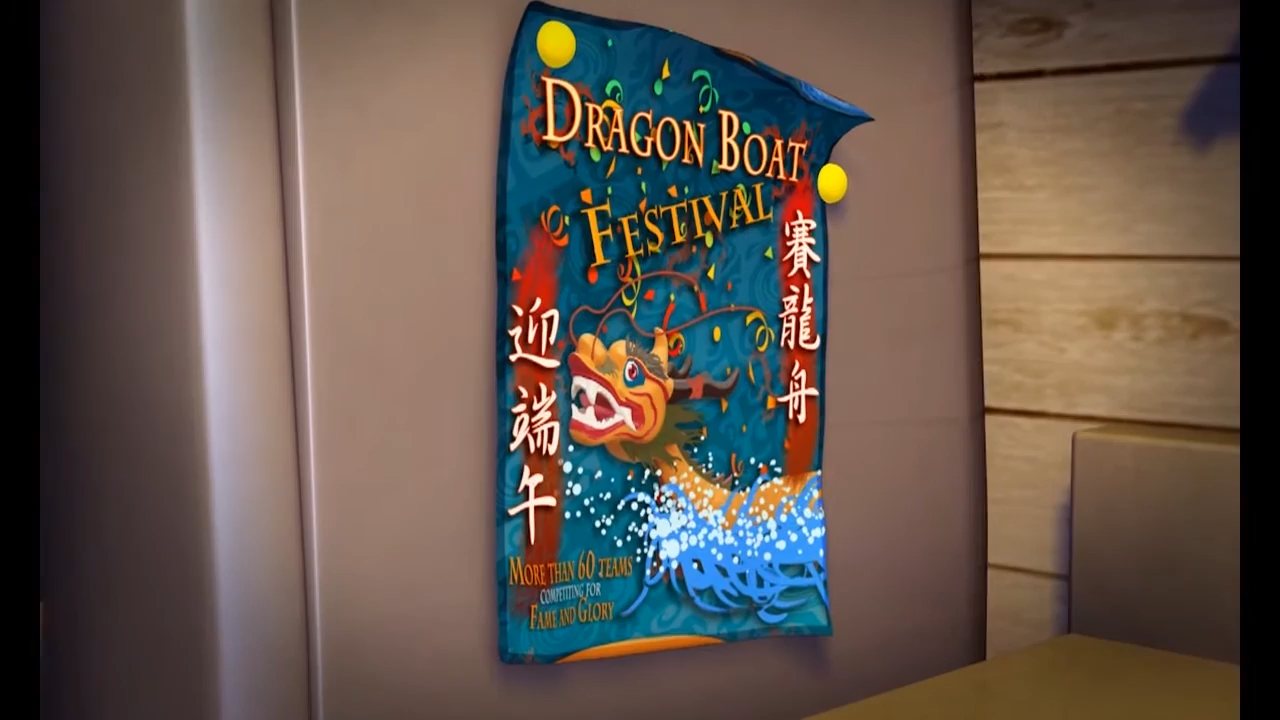 DRAGON BOAT
FESTIVAL
賽龍舟
迎端午
MORE THAN 60 TEAMS
COMPETING FOR
FAME AND GLORY